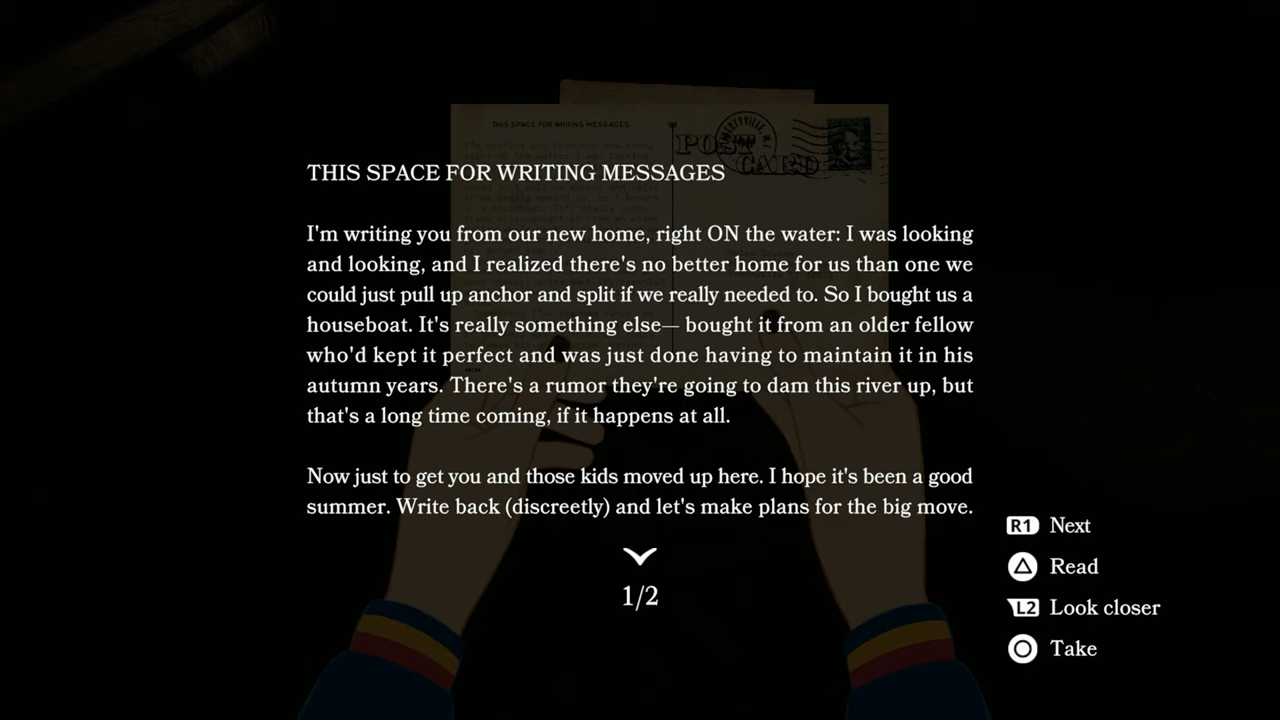 THIS SPACE FOR WRITING MESSAGES
POST
CARD
THIS SPACE FOR WRITING MESSAGES
I'm writing you from our new home, right ON the water: I was looking
and looking, and I realized there's no better home for us than one we
could just pull up anchor and split if we really needed to. So I bought us a
houseboat. It's really something else— bought it from an older fellow
who'd kept it perfect and was just done having to maintain it in his
autumn years. There's a rumor they're going to dam this river up, but
that's a long time coming, if it happens at all.
Now just to get you and those kids moved up here. I hope it's been a good
summer. Write back (discreetly) and let's make plans for the big move.
1/2
R1 Next
Read
L2 Look closer
Take